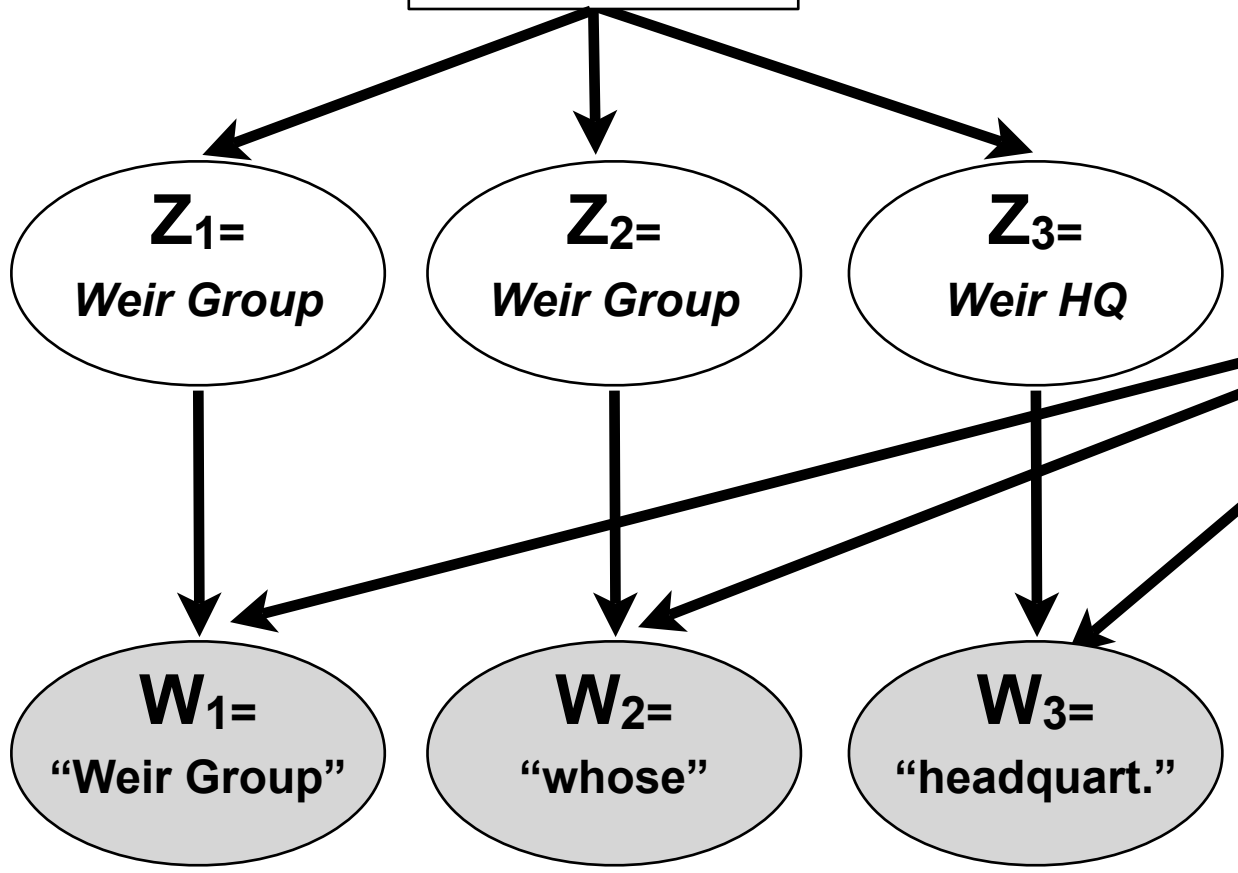 Z1=
Weir Group
Z2=
Weir Group
Z3=
Weir HQ
W1=
“Weir Group”
W2=
“whose”
W3=
“headquart.”